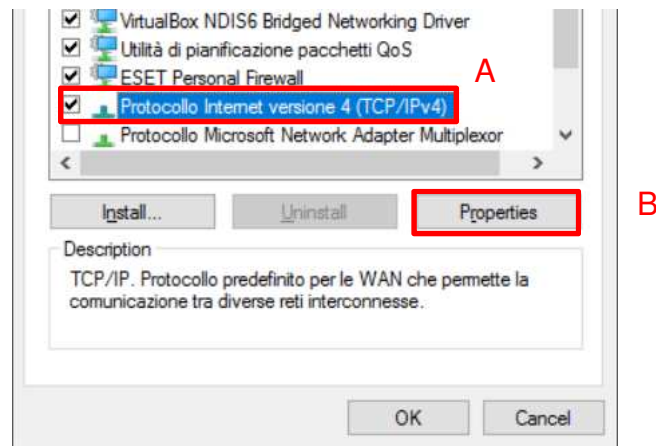 VirtualBox NDIS6 Bridged Networking Driver
Utilità di pianificazione pacchetti QoS
ESET Personal Firewall
A
Protocollo Internet versione 4 (TCP/IPv4)
Protocollo Microsoft Network Adapter Multiplexor
Install... Uninstall Properties B
Description
TCP/IP. Protocollo predefinito per le WAN che permette la
comunicazione tra diverse reti interconnesse.
OK Cancel